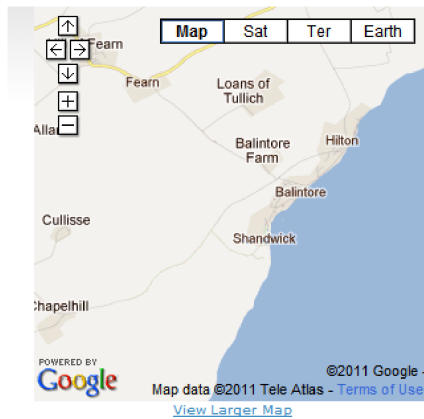 Map Sat Ter Earth
Fearn
Fearn
Loans of
Tullich
Balintore
Farm
Hilton
Balintore
Cullisse
Shandwick
Chapelhill
POWERED BY
Google
©2011 Google -
Map data ©2011 Tele Atlas - Terms of Use
View Larger Map